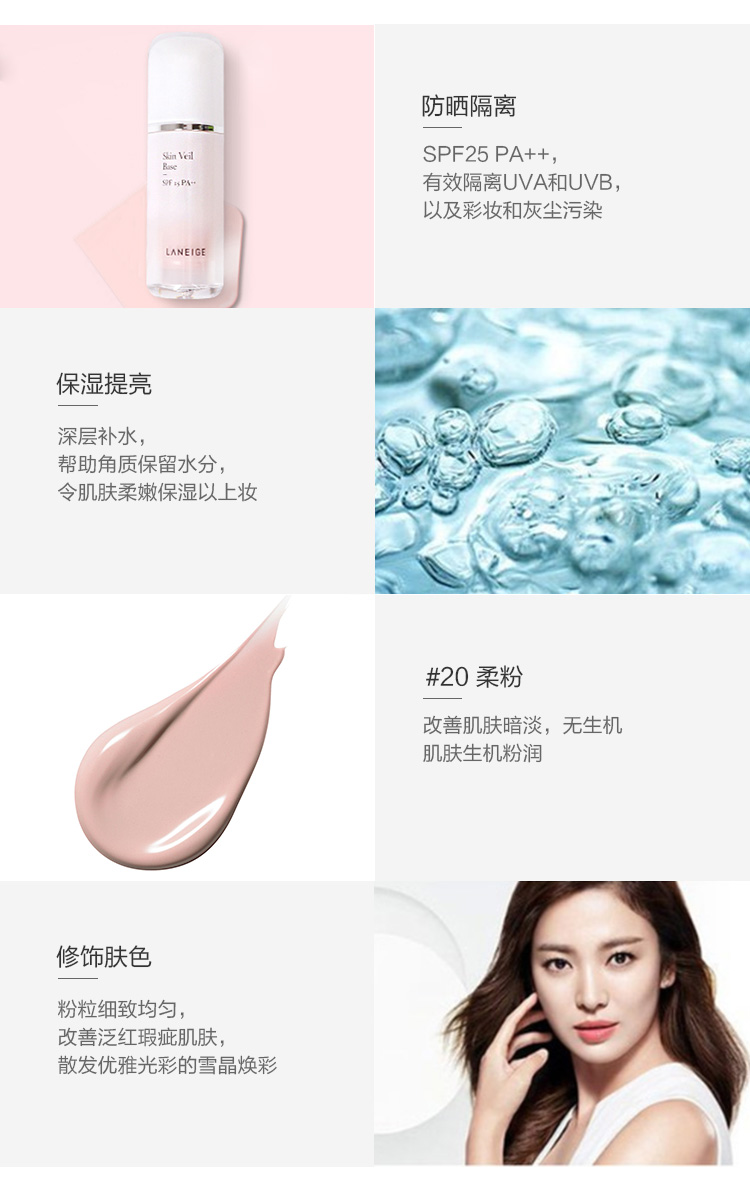 Skin Veil
Base
SPF 15 PA++
LANEIGE
防晒隔离
SPF25 PA++，
有效隔离UVA和UVB，
以及彩妆和灰尘污染
保湿提亮
深层补水，
帮助角质保留水分，
令肌肤柔嫩保湿以上妆
#20 柔粉
改善肌肤暗淡，无生机
肌肤生机粉润
修饰肤色
粉粒细致均匀，
改善泛红瑕疵肌肤，
散发优雅光彩的雪晶焕彩